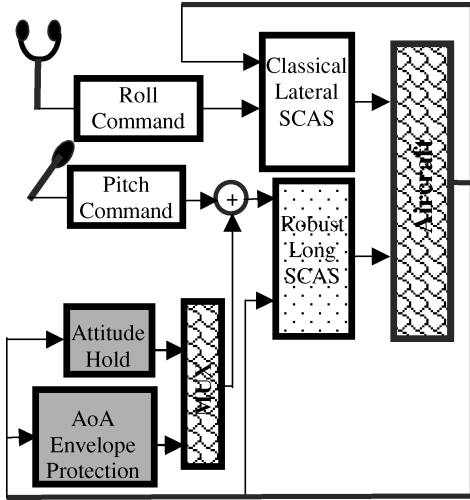 Roll
Command
Classical
Lateral
SCAS
Aircraft
Pitch
Command
+
Robust
Long
SCAS
Attitude
Hold
MUX
AoA
Envelope
Protection